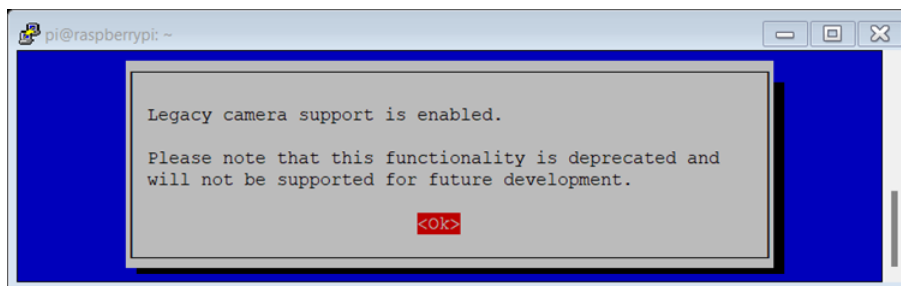 pi@raspberrypi: ~
Legacy camera support is enabled.
Please note that this functionality is deprecated and
will not be supported for future development.
<Ok>